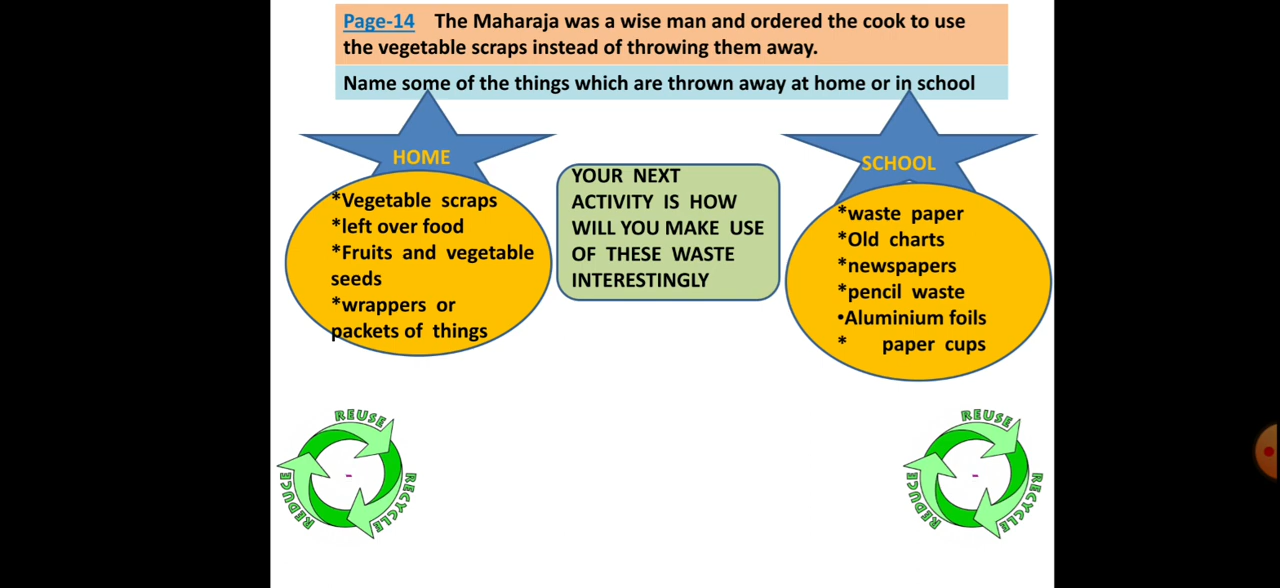 Page-14 The Maharaja was a wise man and ordered the cook to use
the vegetable scraps instead of throwing them away.
Name some of the things which are thrown away at home or in school
HOME
*Vegetable scraps
*left over food
*Fruits and vegetable
seeds
*wrappers or
packets of things
YOUR NEXT
ACTIVITY IS HOW
WILL YOU MAKE USE
OF THESE WASTE
INTERESTINGLY
SCHOOL
*waste paper
*Old charts
*newspapers
*pencil waste
•Aluminium foils
* paper cups
REUSE
RECYCLE
REDUCE
-
REUSE
RECYCLE
REDUCE
-